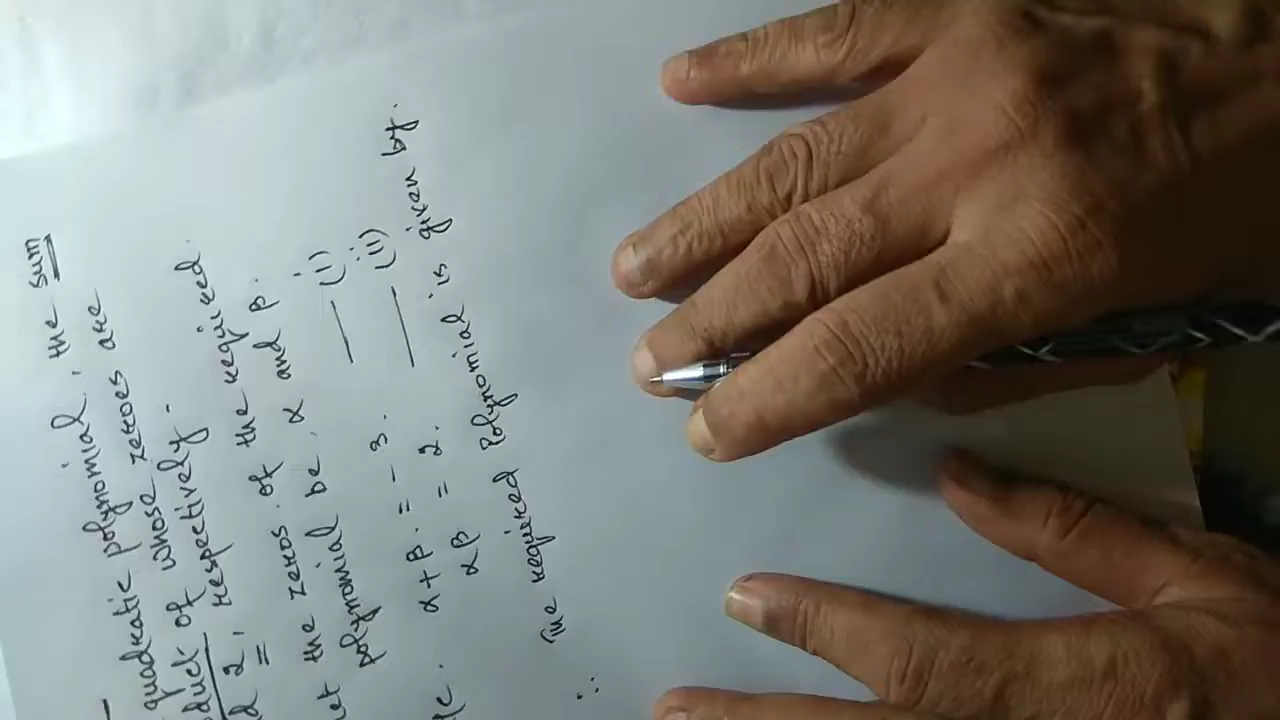 quadratic polynomial, the sum
duct of whose zeroes are
d 2, respectively.
et the zeros of the required
polynomial be, α and β.
α + β = - 3. — (i)
αβ = 2. — (ii)
∴ The required Polynomial is given by.